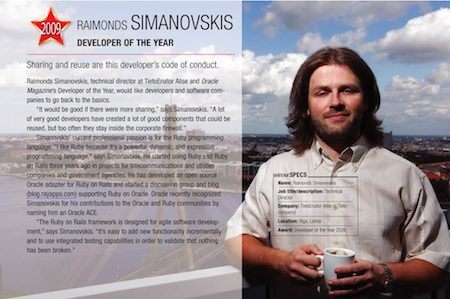 2009
RAIMONDS SIMANOVSKIS
DEVELOPER OF THE YEAR
Sharing and reuse are this developer's code of conduct.
Raimonds Simanovskis, technical director at TietoEnator Alise and Oracle
Magazine's Developer of the Year, would like developers and software com-
panies to go back to the basics.
"It would be good if there were more sharing," says Simanovskis. "A lot
of very good developers have created a lot of good components that could be
reused, but too often they stay inside the corporate firewall."
Simanovskis' current professional passion is for the Ruby programming
language. "I like Ruby because it's a powerful, dynamic, and expressive
programming language," says Simanovskis. He started using Ruby and Ruby
on Rails three years ago in projects for telecommunications and utilities
companies and government agencies. He has developed an open source
Oracle adapter for Ruby on Rails and started a discussion group and blog
(blog.rayapps.com) supporting Ruby on Oracle. Oracle recently recognized
Simanovskis for his contributions to the Oracle and Ruby communities by
naming him an Oracle ACE.
"The Ruby on Rails framework is designed for agile software develop-
ment," says Simanovskis. "It's easy to add new functionality incrementally
and to use integrated testing capabilities in order to validate that nothing
has been broken."
winnerSPECS
Name: Raimonds Simanovskis
Job title/description: Technical
Director
Company: TietoEnator Alise (a Tieto
company)
Location: Riga, Latvia
Award: Developer of the Year 2009